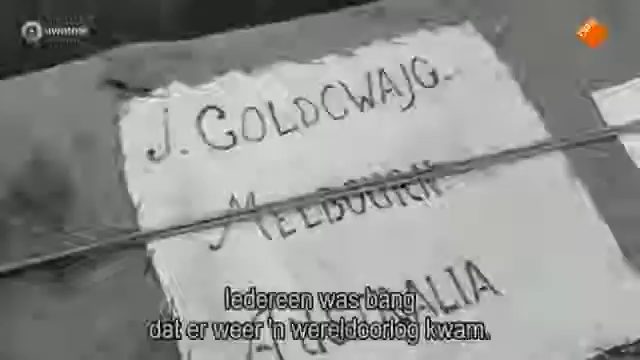 J. GOLDCWAJG.
MELBOURN
AUSTRALIA
Iedereen was bang
dat er weer 'n wereldoorlog kwam.